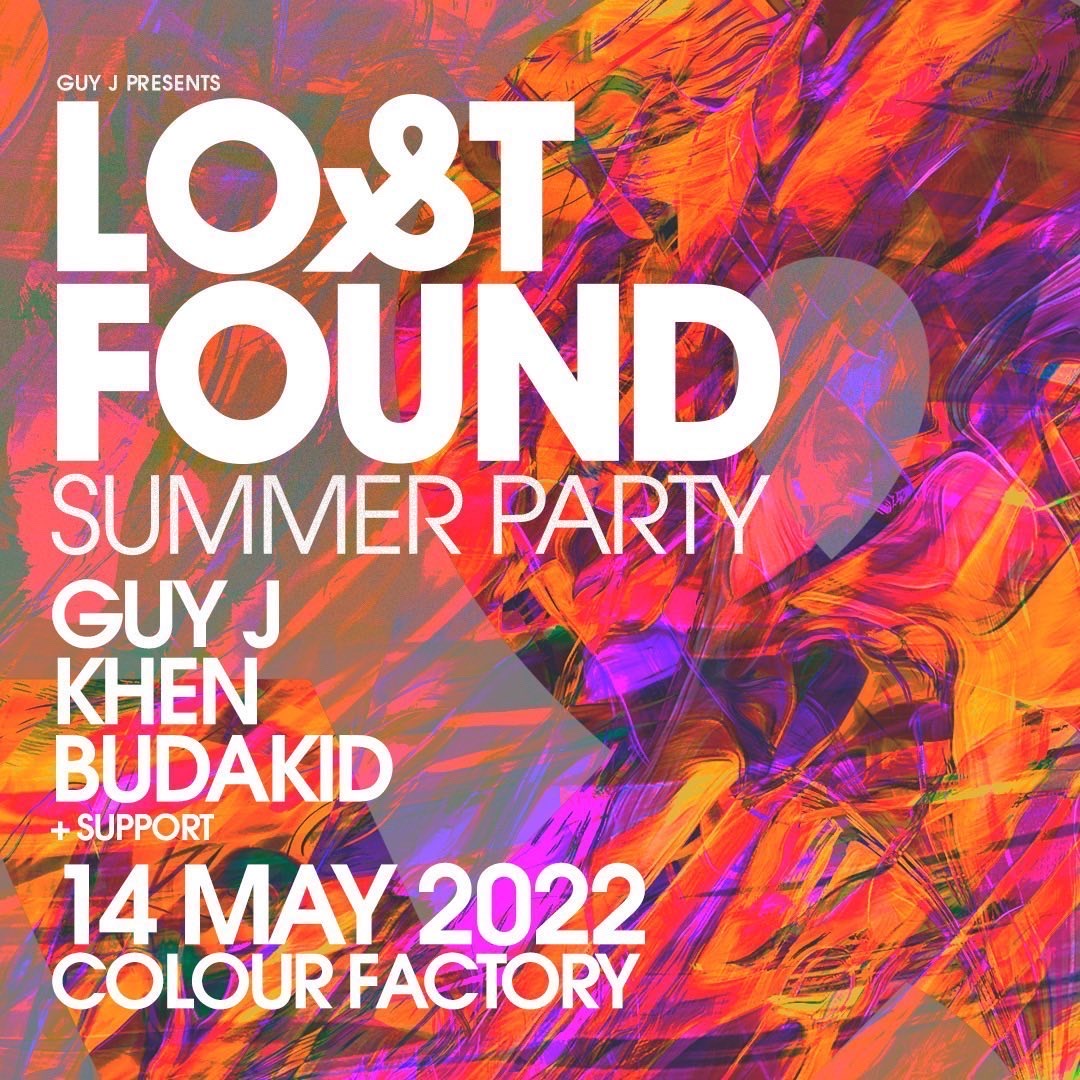 GUY J PRESENTS
LO&T
FOUND
SUMMER PARTY
GUY J
KHEN
BUDAKID
+ SUPPORT
14 MAY 2022
COLOUR FACTORY